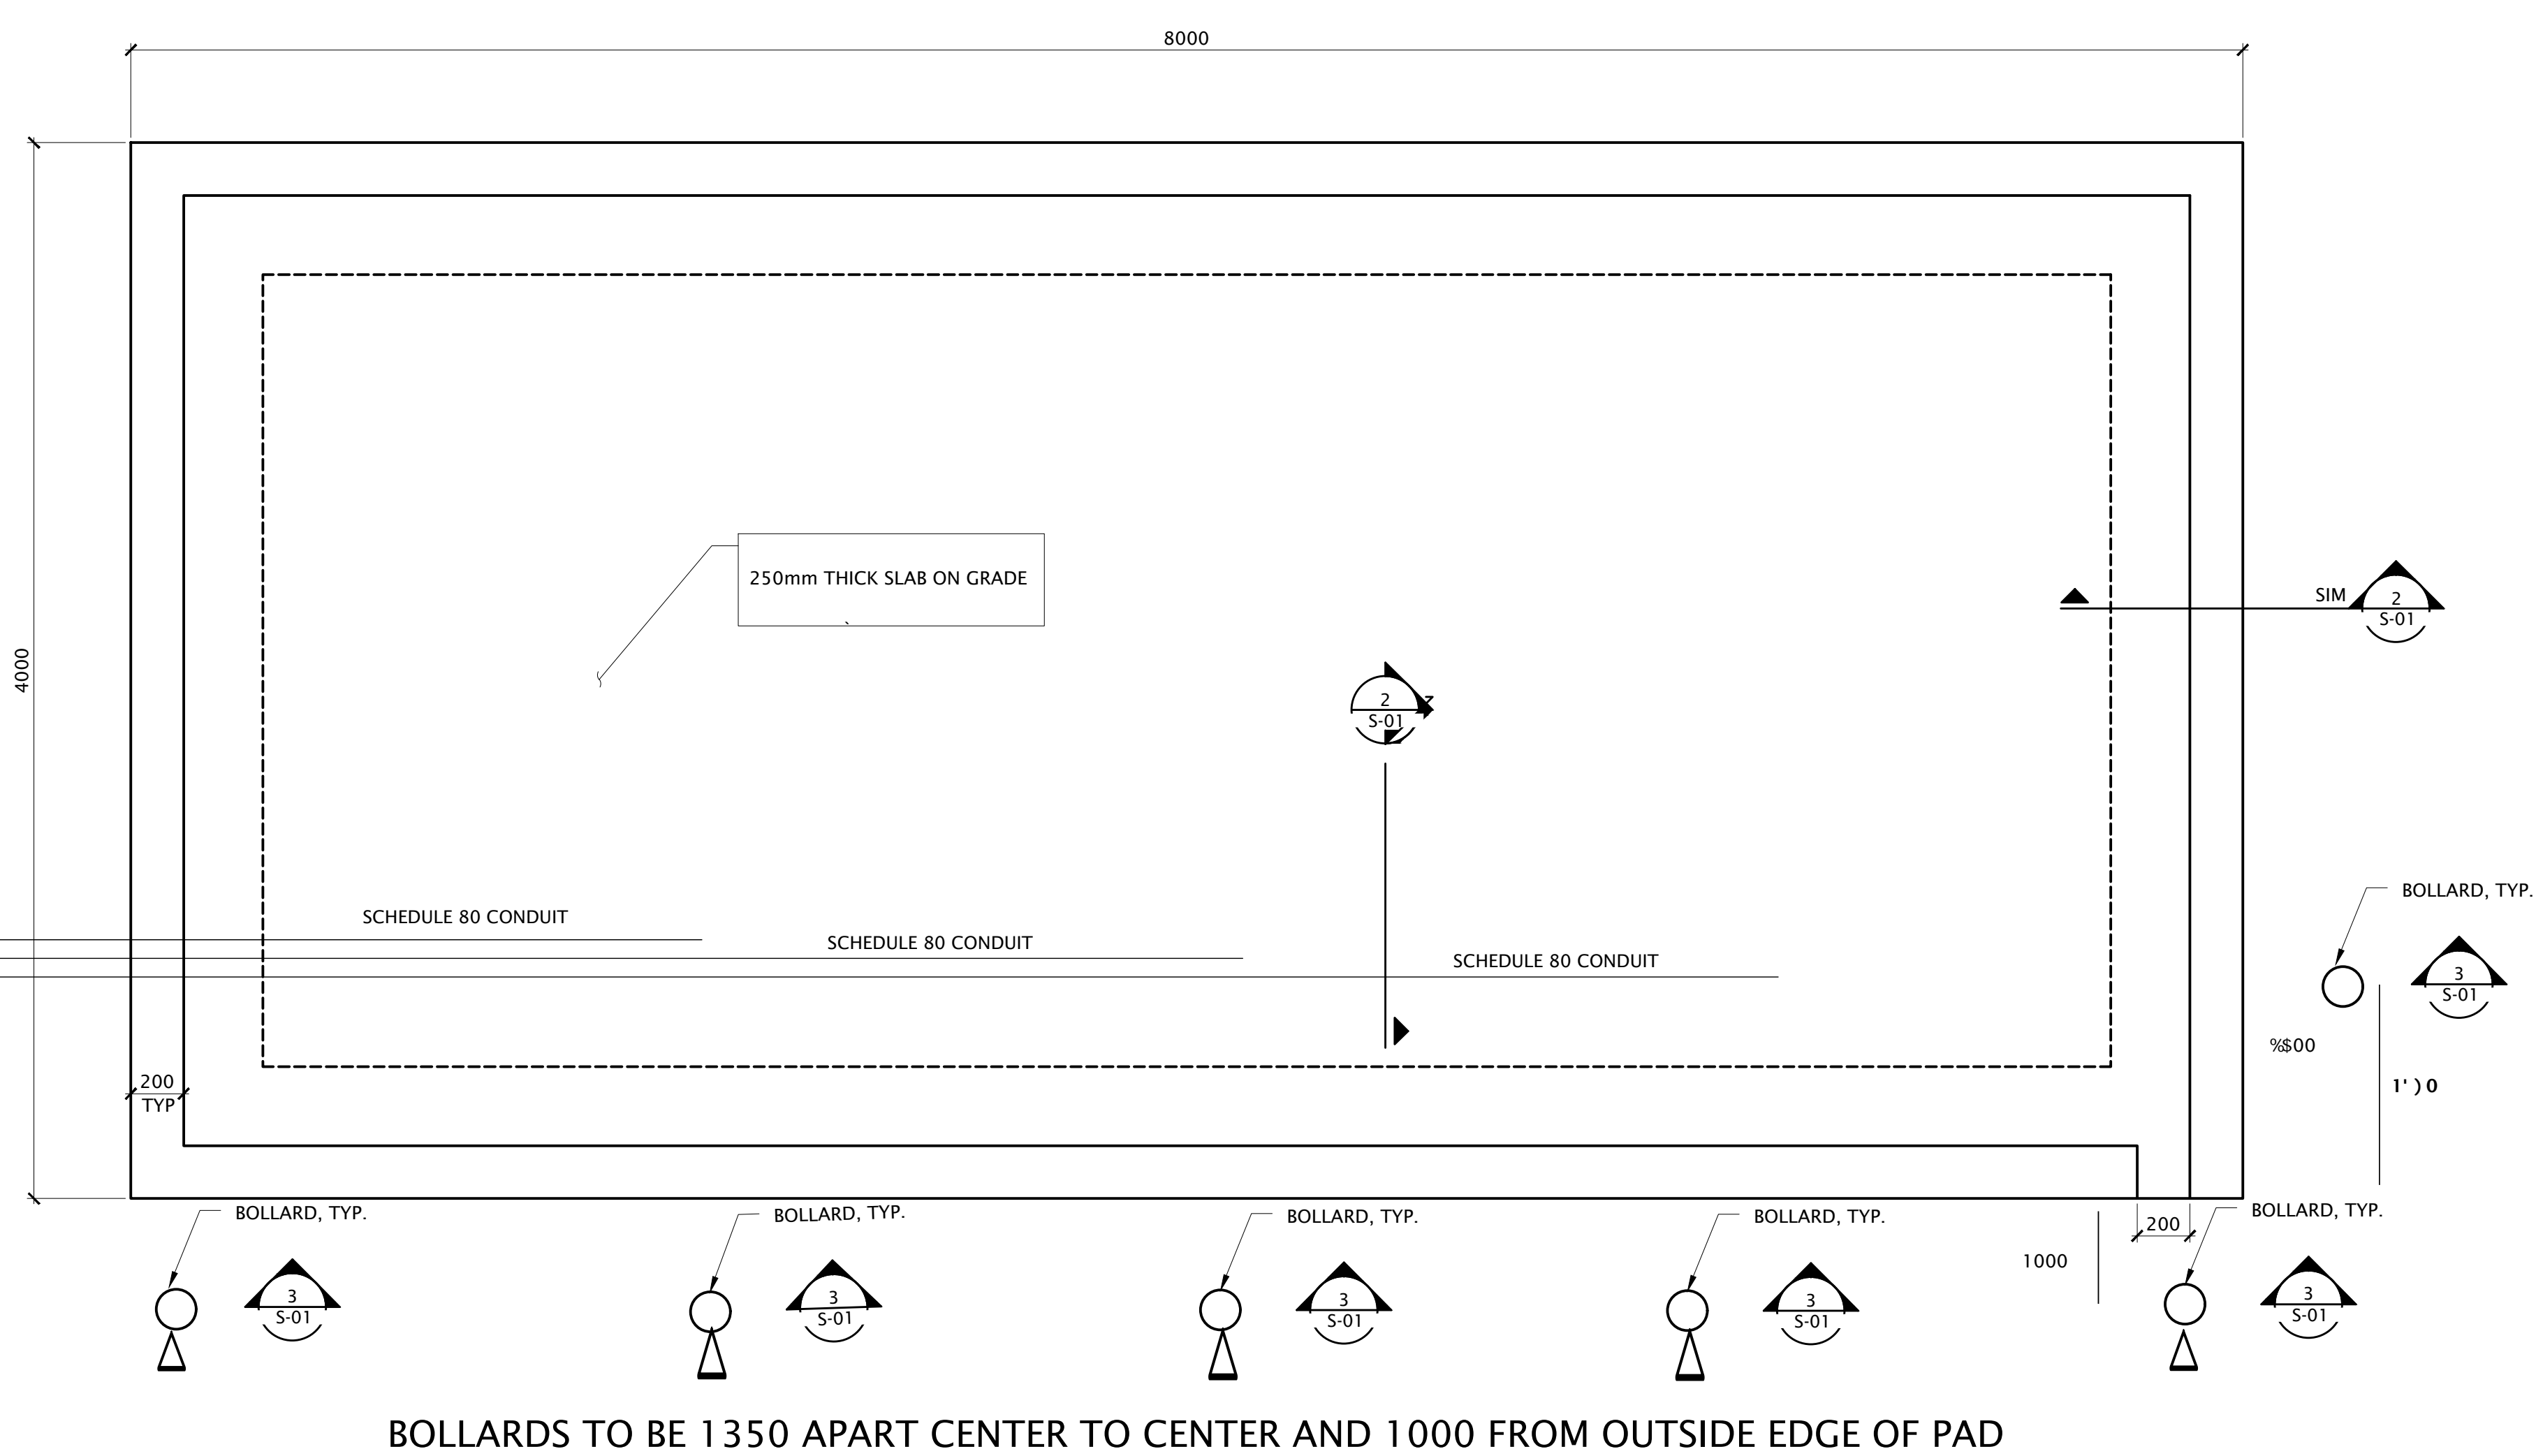 8000
4000
250mm THICK SLAB ON GRADE
SIM
2
S-01
2
S-01
BOLLARD, TYP.
SCHEDULE 80 CONDUIT
SCHEDULE 80 CONDUIT
SCHEDULE 80 CONDUIT
3
S-01
%$00
1' ) 0
200
TYP
BOLLARD, TYP.
BOLLARD, TYP.
BOLLARD, TYP.
BOLLARD, TYP.
BOLLARD, TYP.
200
1000
3
S-01
3
S-01
3
S-01
3
S-01
3
S-01
BOLLARDS TO BE 1350 APART CENTER TO CENTER AND 1000 FROM OUTSIDE EDGE OF PAD